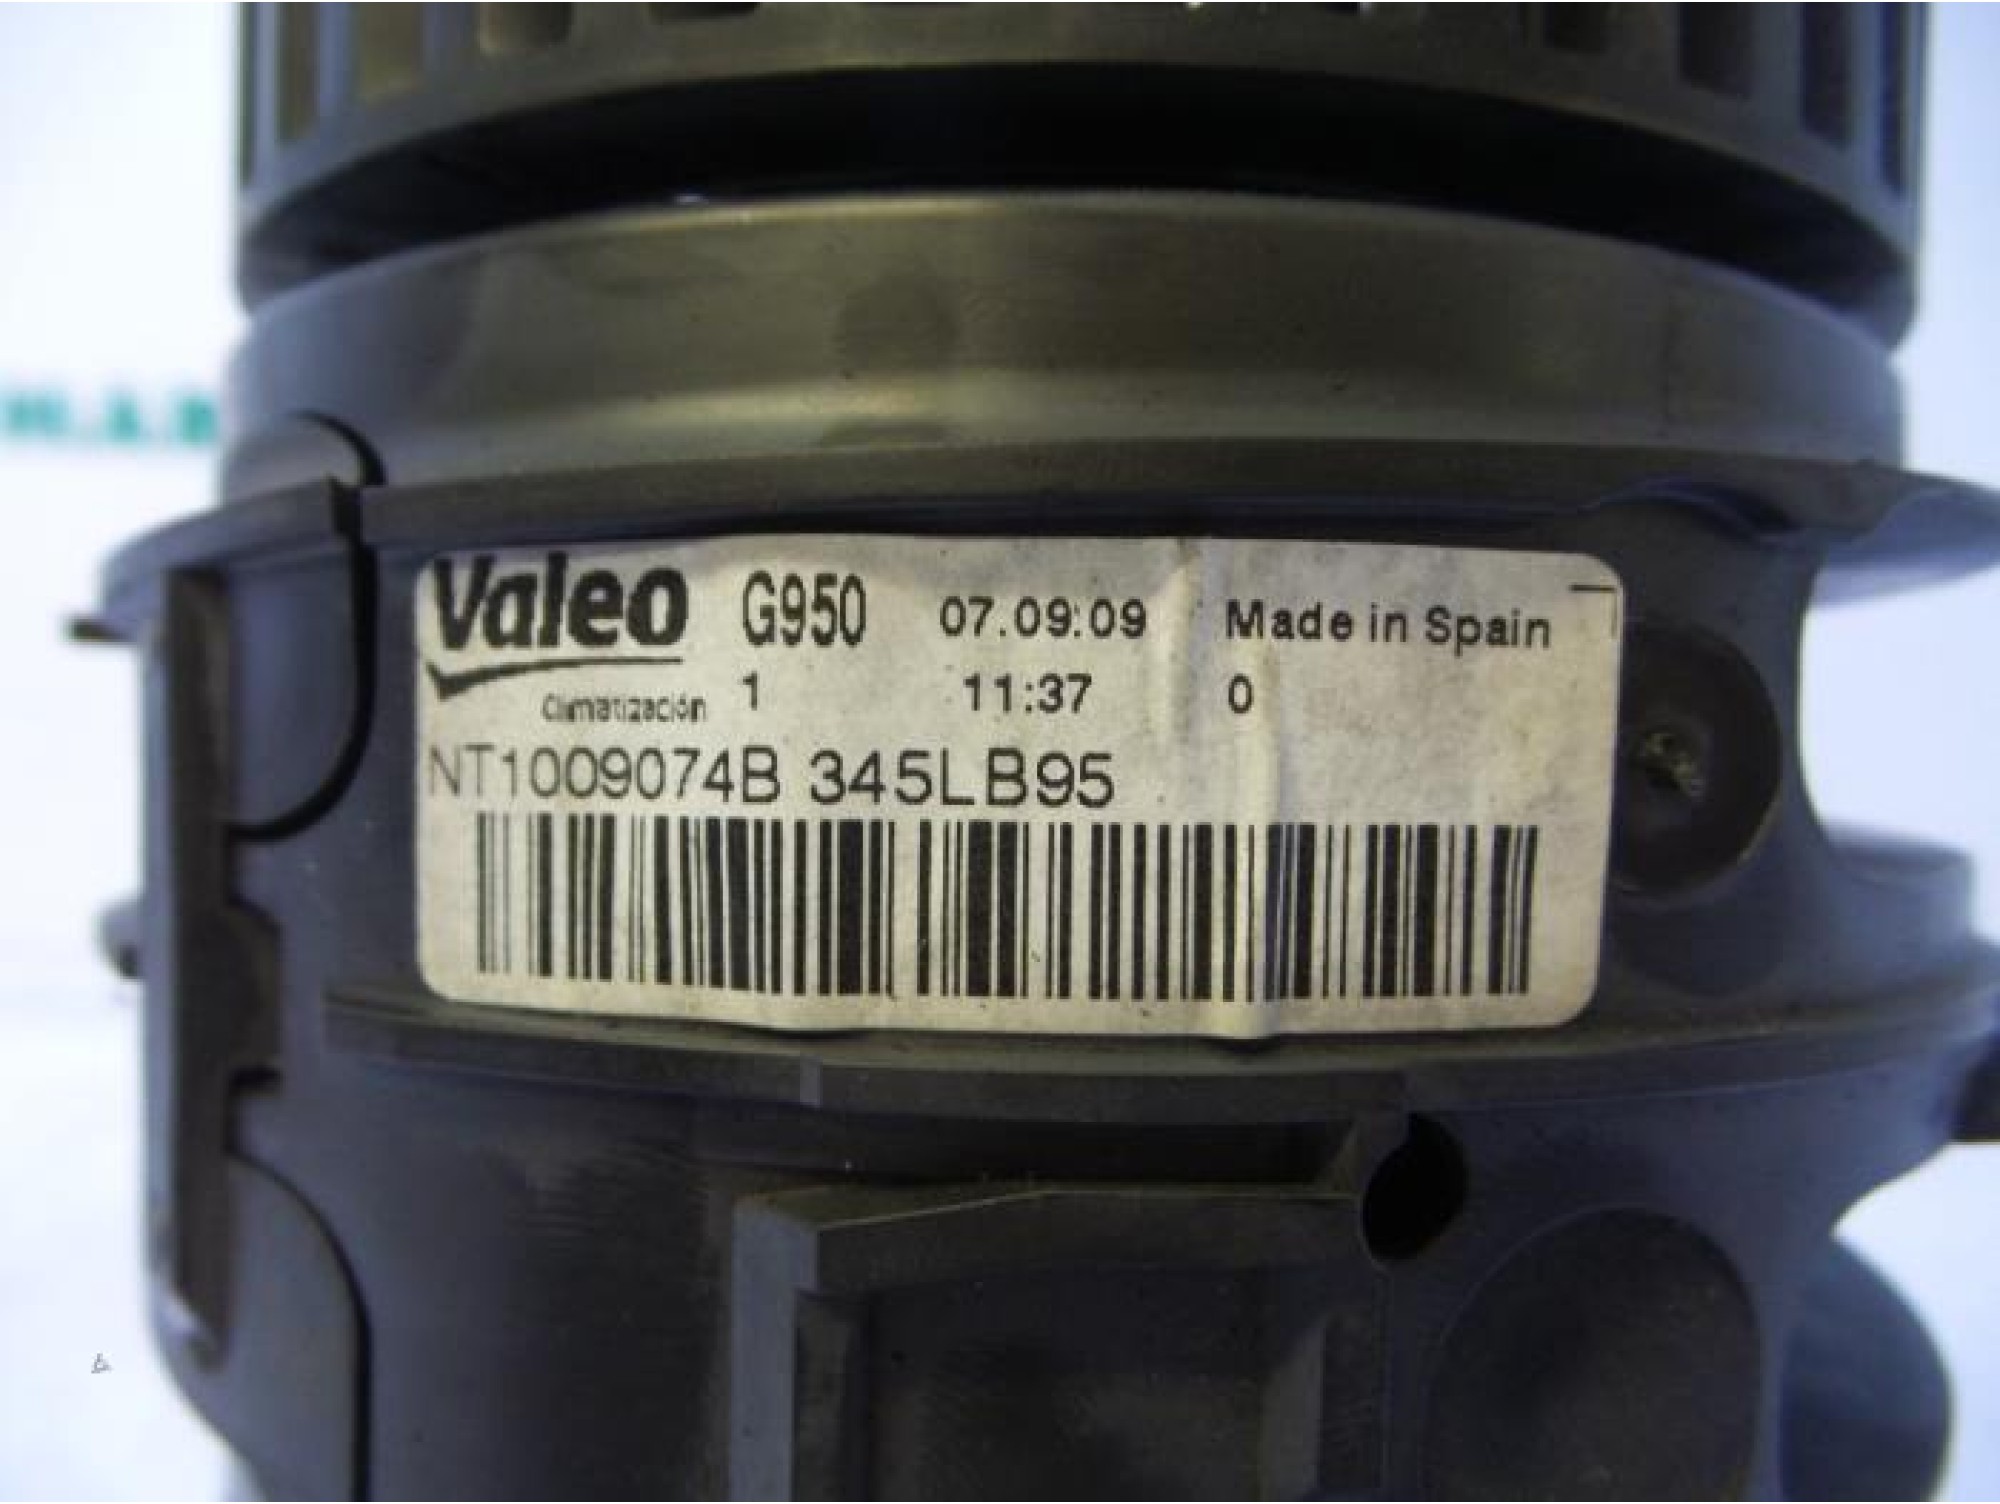 Valeo G950 07.09:09 Made in Spain
Climatización 1 11:37 0
NT1009074B 345LB95